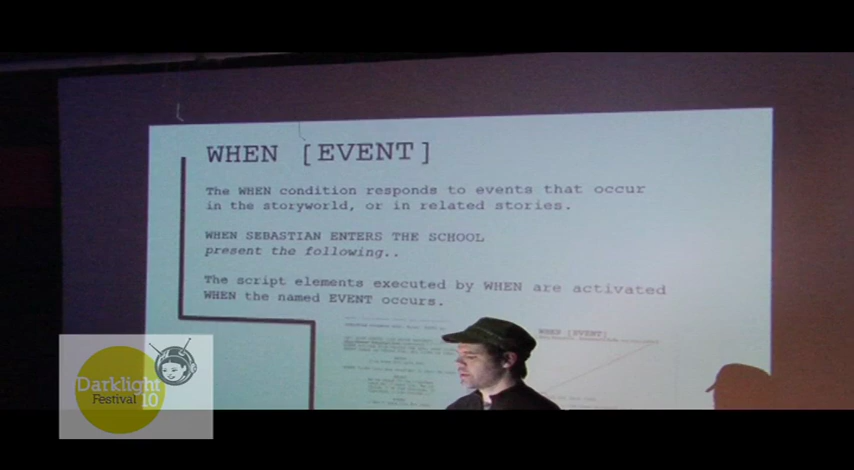 WHEN [EVENT]
The WHEN condition responds to events that occur
in the storyworld, or in related stories.
WHEN SEBASTIAN ENTERS THE SCHOOL
present the following..
The script elements executed by WHEN are activated
WHEN the named EVENT occurs.
WHEN [EVENT]
Darklight
Festival 10